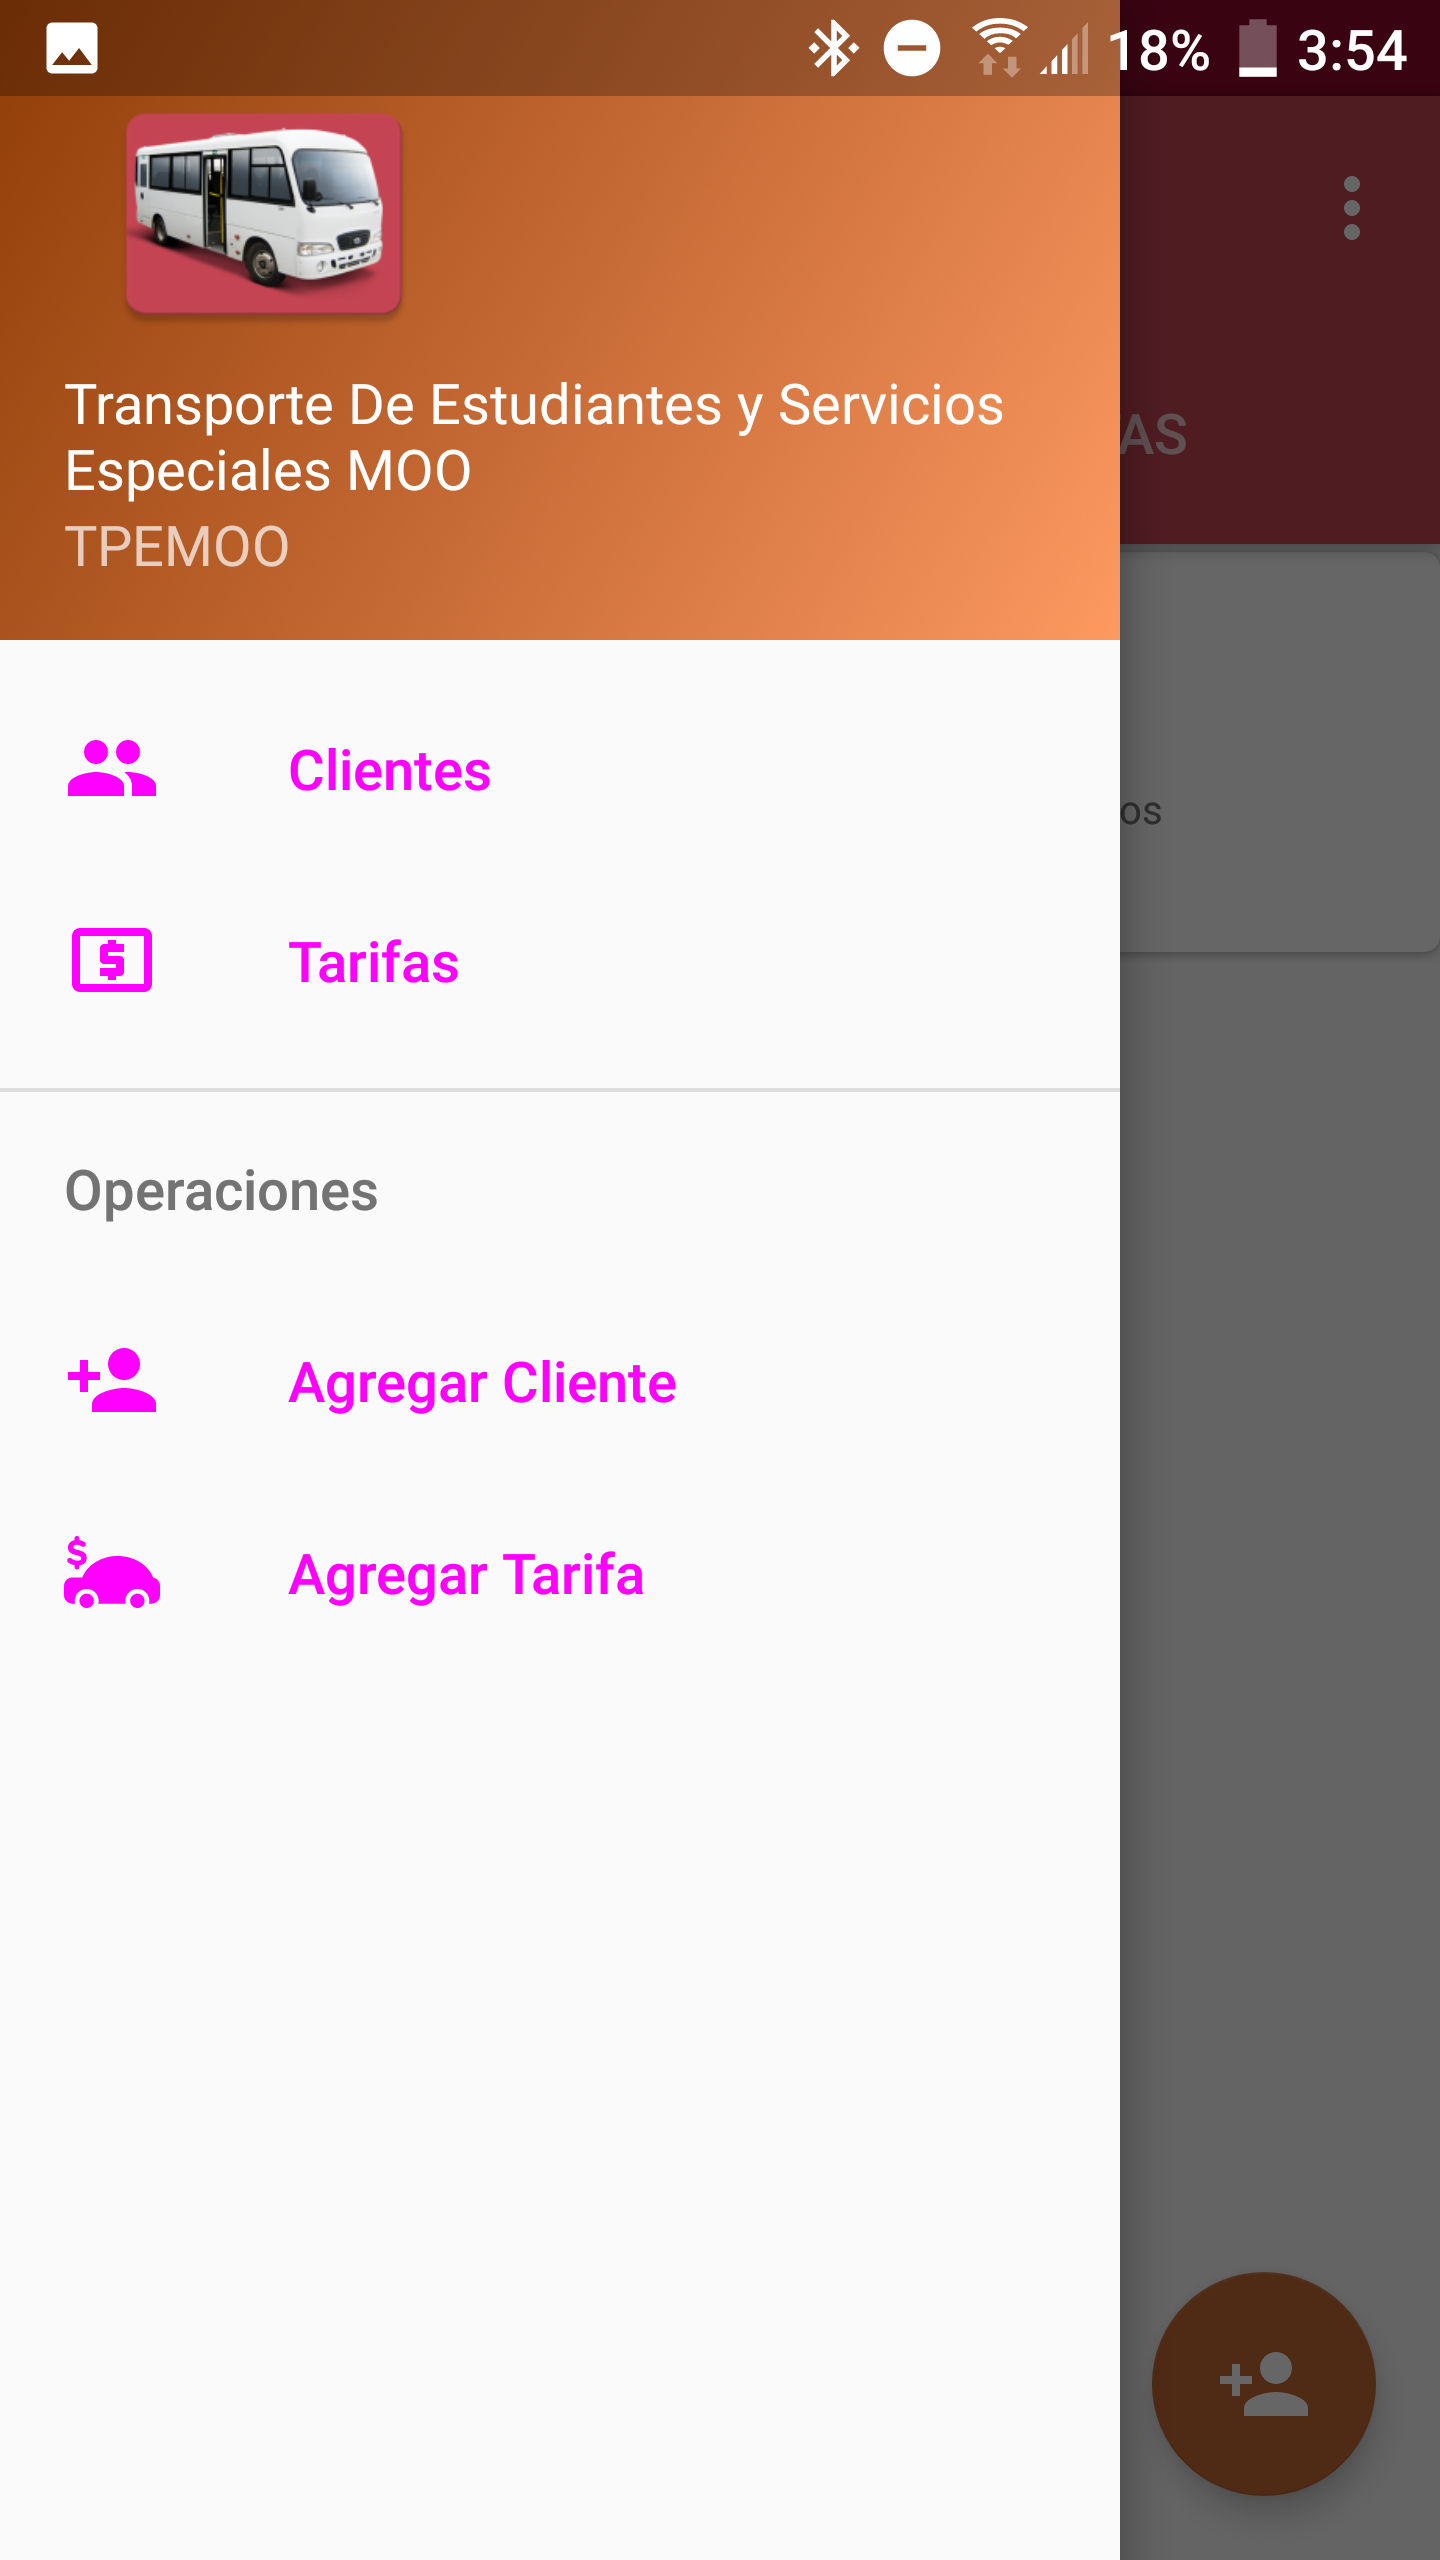 18% 3:54
Transporte De Estudiantes y Servicios
Especiales MOO
TPEMOO
AS
os
Clientes
Tarifas
Operaciones
Agregar Cliente
Agregar Tarifa